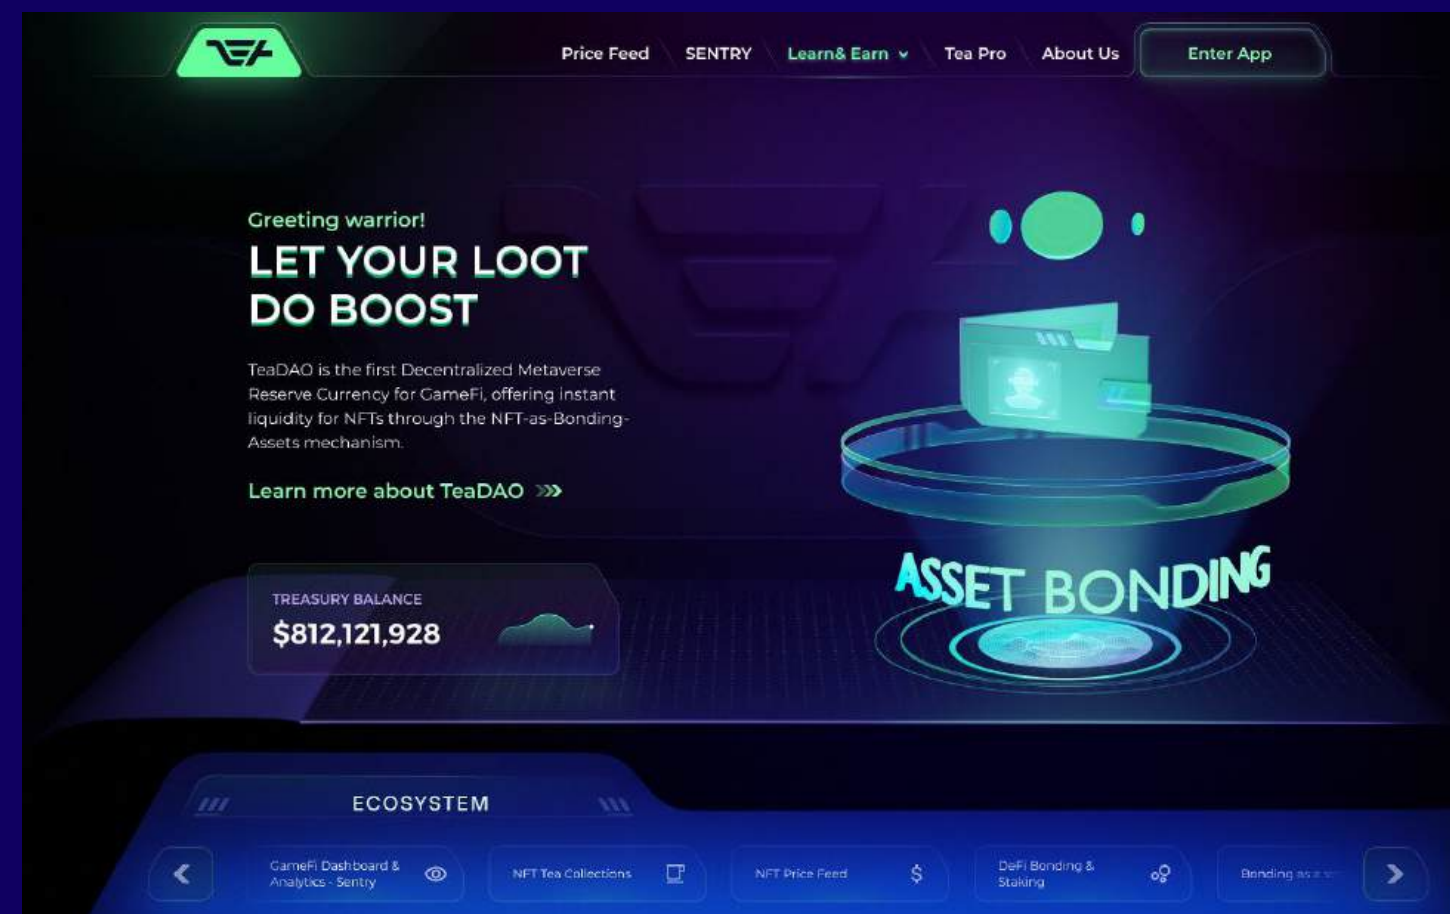 Price Feed
SENTRY
Learn& Earn
Tea Pro
About Us
Enter App
Greeting warrior!
LET YOUR LOOT
DO BOOST
TeaDAO is the first Decentralized Metaverse
Reserve Currency for GameFi, offering instant
liquidity for NFTs through the NFT-as-Bonding-
Assets mechanism.
Learn more about TeaDAO
ASSET BONDING
TREASURY BALANCE
$812,121,928
ECOSYSTEM
GameFi Dashboard &
Analytics - Sentry
NFT Tea Collections
NFT Price Feed
$
DeFi Bonding &
Staking
Bonding as a